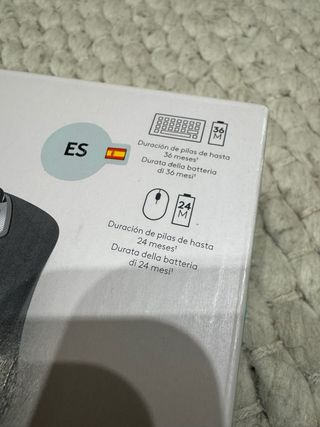 ES
36
M
Duración de pilas de hasta
36 meses¹
Durata della batteria
di 36 mesi¹
24
M
Duración de pilas de hasta
24 meses¹
Durata della batteria
di 24 mesi¹